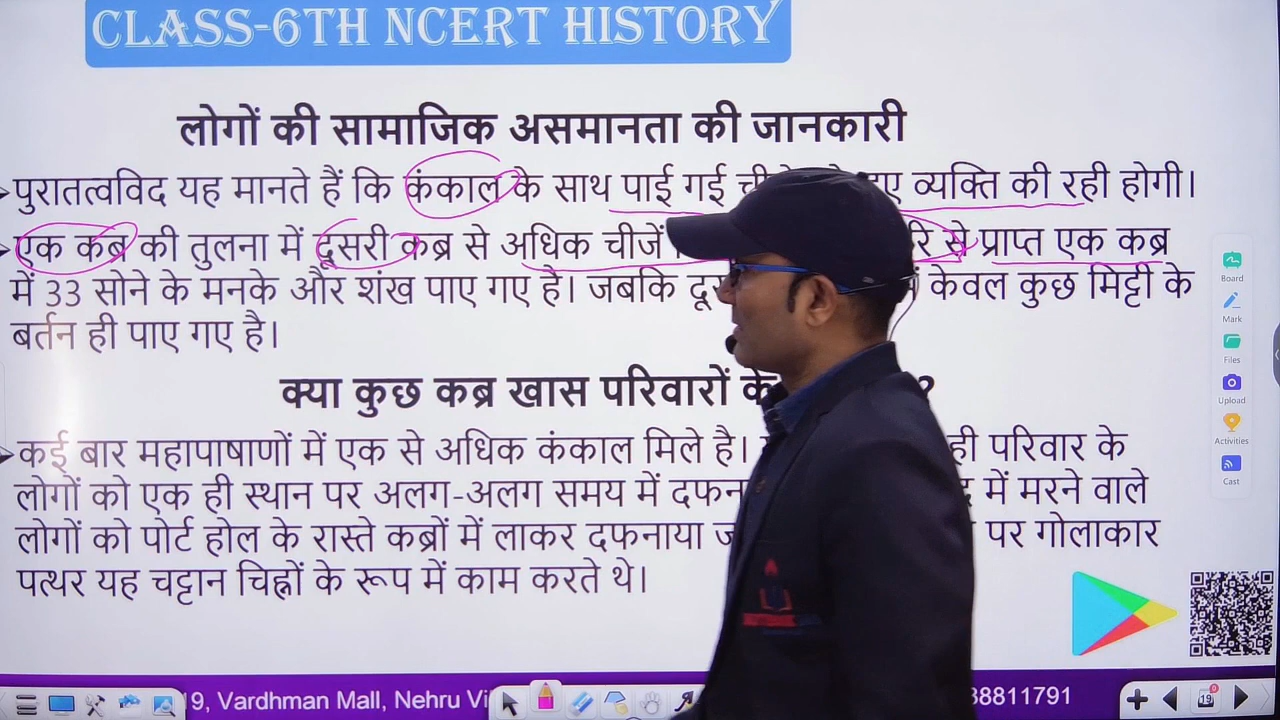 CLASS-6TH NCERT HISTORY
लोगों की सामाजिक असमानता की जानकारी
पुरातत्वविद यह मानते हैं कि कंकाल के साथ पाई गई व्यक्ति की रही होगी।
एक कब्र की तुलना में दूसरी कब्र से अधिक चीजें से प्राप्त एक कब्र
में 33 सोने के मनके और शंख पाए गए है। जबकि केवल कुछ मिट्टी के
बर्तन ही पाए गए है।
क्या कुछ कब्र खास परिवारों के ?
कई बार महापाषाणों में एक से अधिक कंकाल मिले है। ही परिवार के
लोगों को एक ही स्थान पर अलग-अलग समय में में मरने वाले
लोगों को पोर्ट होल के रास्ते कब्रों में लाकर दफनाया पर गोलाकार
पत्थर यह चट्टान चिह्नों के रूप में काम करते थे।
Board
Mark
Files
Upload
Activities
Cast
19, Vardhman Mall, Nehru 38811791
19